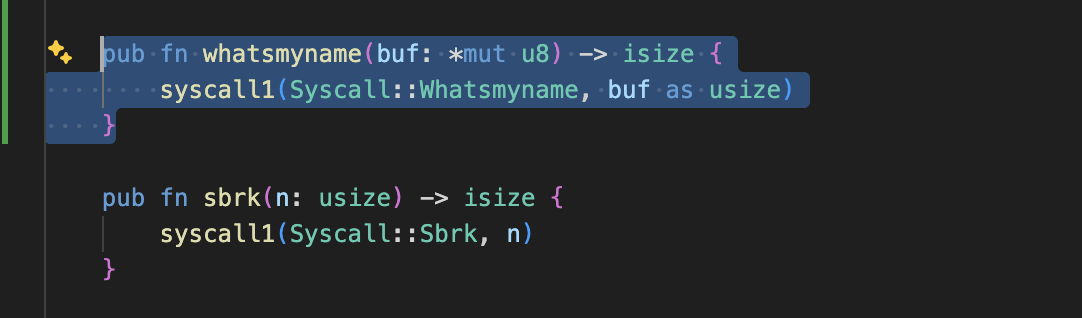 pub fn whatsmyname(buf: *mut u8) -> isize {
syscall1(Syscall::Whatsmyname, buf as usize)
}
pub fn sbrk(n: usize) -> isize {
syscall1(Syscall::Sbrk, n)
}